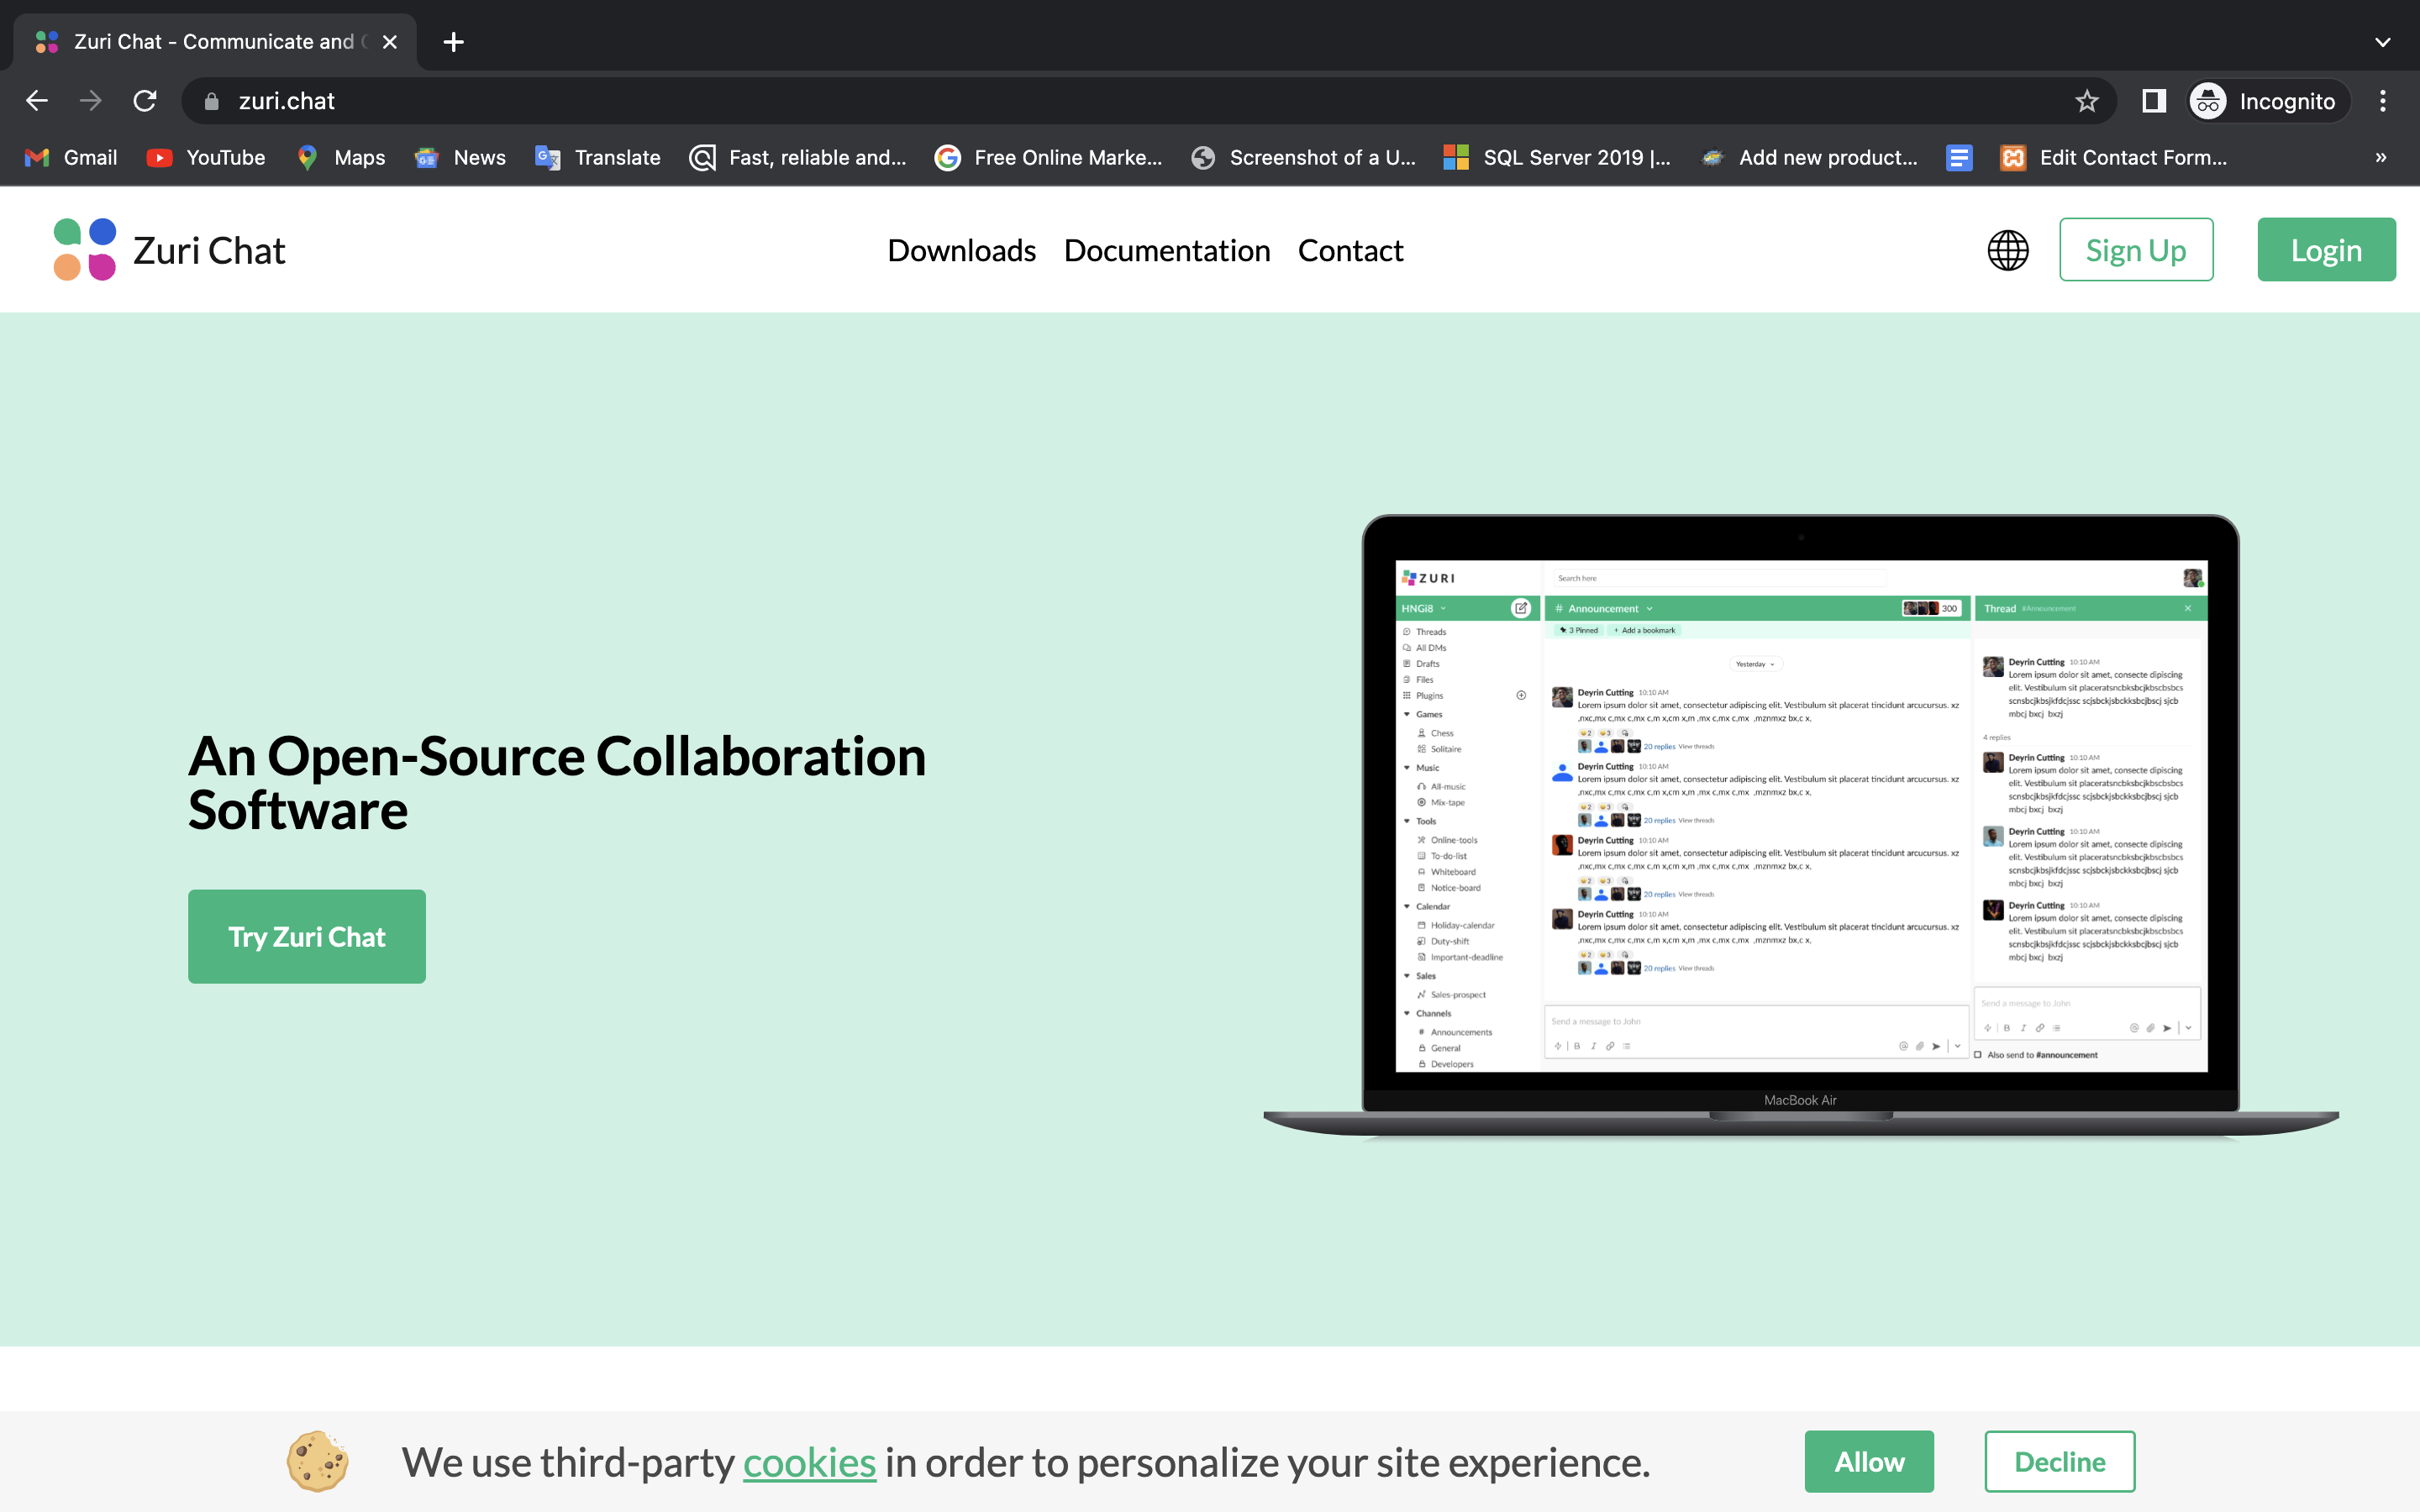 Zuri Chat - Communicate and
zuri.chat
Incognito
Gmail
YouTube
Maps
News
Translate
Fast, reliable and...
Free Online Marke...
Screenshot of a U...
SQL Server 2019 |...
Add new product...
Edit Contact Form...
»
Zuri Chat
Downloads
Documentation
Contact
Sign Up
Login
An Open-Source Collaboration
Software
Try Zuri Chat
ZURI
HNGi8
Threads
All DMs
Drafts
Files
Plugins
Games
Chess
Solitaire
Music
All-music
Mix-tape
Tools
Online-tools
To-do-list
Whiteboard
Notice-board
Calendar
Holiday-calendar
Duty-shift
Important-deadline
Sales
Sales-prospect
Channels
# Announcements
General
Developers
Search here
# Announcement
300
3 Pinned
+ Add a bookmark
Yesterday
Deyrin Cutting 10:10 AM
Lorem ipsum dolor sit amet, consectetur adipiscing elit. Vestibulum sit placerat tincidunt arcucursus. xz
,nxc,mx c,mx c,mx c,m x,cm x,m ,mx c,mx c,mx ,mznmxz bx,c x,
2 3
20 replies View threads
Deyrin Cutting 10:10 AM
Lorem ipsum dolor sit amet, consectetur adipiscing elit. Vestibulum sit placerat tincidunt arcucursus. xz
,nxc,mx c,mx c,mx c,m x,cm x,m ,mx c,mx c,mx ,mznmxz bx,c x,
2 3
20 replies View threads
Deyrin Cutting 10:10 AM
Lorem ipsum dolor sit amet, consectetur adipiscing elit. Vestibulum sit placerat tincidunt arcucursus. xz
,nxc,mx c,mx c,mx c,m x,cm x,m ,mx c,mx c,mx ,mznmxz bx,c x,
2 3
20 replies View threads
Deyrin Cutting 10:10 AM
Lorem ipsum dolor sit amet, consectetur adipiscing elit. Vestibulum sit placerat tincidunt arcucursus. xz
,nxc,mx c,mx c,mx c,m x,cm x,m ,mx c,mx c,mx ,mznmxz bx,c x,
2 3
20 replies View threads
Send a message to John
B I
Thread #Announcement
Deyrin Cutting 10:10 AM
Lorem ipsum dolor sit amet, consecte dipiscing
elit. Vestibulum sit
mbcj bxcj bxzj
4 replies
Deyrin Cutting 10:10 AM
Lorem ipsum dolor sit amet, consecte dipiscing
elit. Vestibulum sit
mbcj bxcj bxzj
Deyrin Cutting 10:10 AM
Lorem ipsum dolor sit amet, consecte dipiscing
elit. Vestibulum sit
mbcj bxcj bxzj
Deyrin Cutting 10:10 AM
Lorem ipsum dolor sit amet, consecte dipiscing
elit. Vestibulum sit
mbcj bxcj bxzj
Send a message to John
B I
Also send to #announcement
MacBook Air
We use third-party cookies in order to personalize your site experience.
Allow
Decline